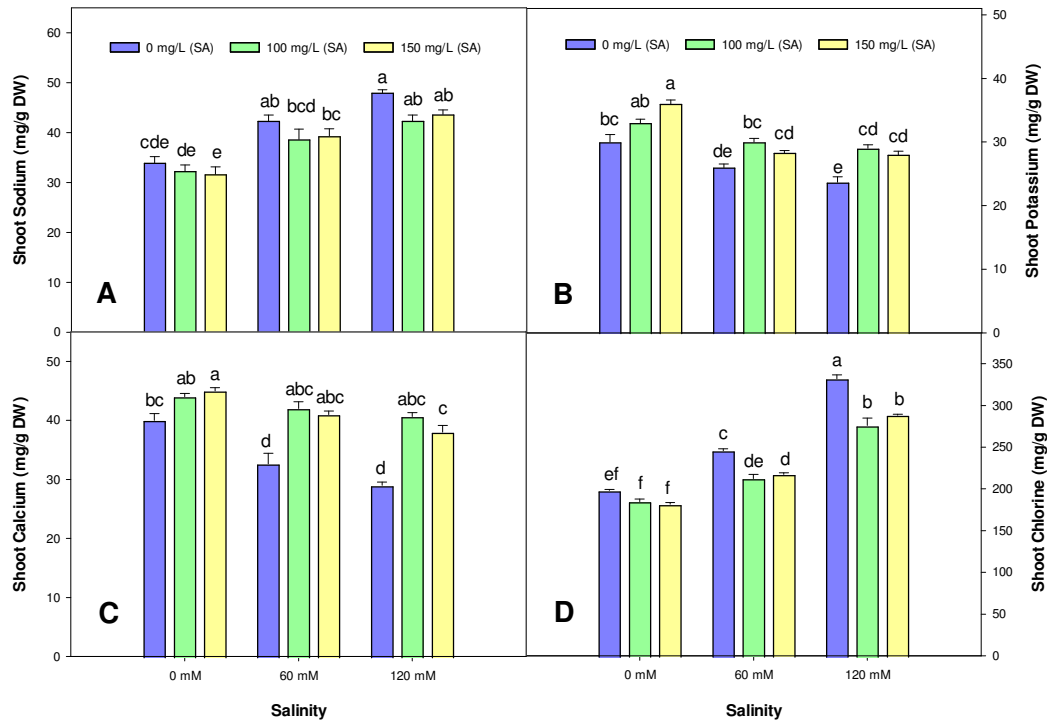 0 mg/L (SA) 100 mg/L (SA) 150 mg/L (SA)
Shoot Sodium (mg/g DW)
60
50
40
30
20
10
0
cde de e ab bcd bc a ab ab
A
0 mg/L (SA) 100 mg/L (SA) 150 mg/L (SA)
Shoot Potassium (mg/g DW)
50
40
30
20
10
0
bc ab a de bc cd e cd cd
B
Shoot Calcium (mg/g DW)
50
40
30
20
10
0
bc ab a d abc abc d abc c
C
0 mM 60 mM 120 mM
Salinity
Shoot Chlorine (mg/g DW)
350
300
250
200
150
100
50
0
ef f f c de d a b b
D
0 mM 60 mM 120 mM
Salinity